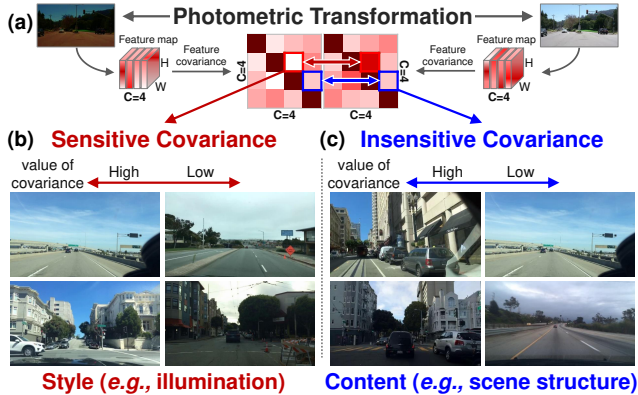 (a)
Photometric Transformation
Feature map
H
W
C=4
Feature
covariance
C=4
C=4
C=4
C=4
Feature
covariance
Feature map
H
W
C=4
(b) Sensitive Covariance
value of
covariance
High
Low
Style (e.g., illumination)
(c) Insensitive Covariance
value of
covariance
High
Low
Content (e.g., scene structure)